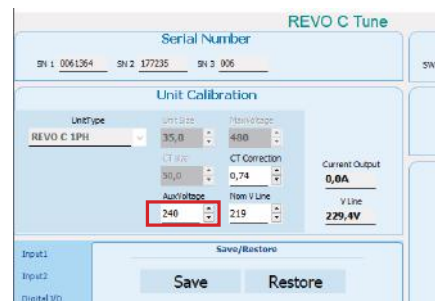 REVO C Tune
Serial Number
SN 1 0061364 SN 2 177235 SN 3 006
SW
Unit Calibration
UnitType Unit Size MaxVoltage
REVO C 1PH 35,0 480
CT Size CT Correction Current Output
50,0 0,74 0,0A
AuxVoltage Nom V Line V Line
240 219 229,4V
Input1 Save/Restore
Input2 Save Restore
Digital I/O